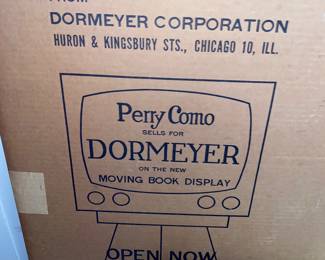 FROM
DORMEYER CORPORATION
HURON & KINGSBURY STS., CHICAGO 10, ILL.
Perry Como
SELLS FOR
DORMEYER
ON THE NEW
MOVING BOOK DISPLAY
OPEN NOW